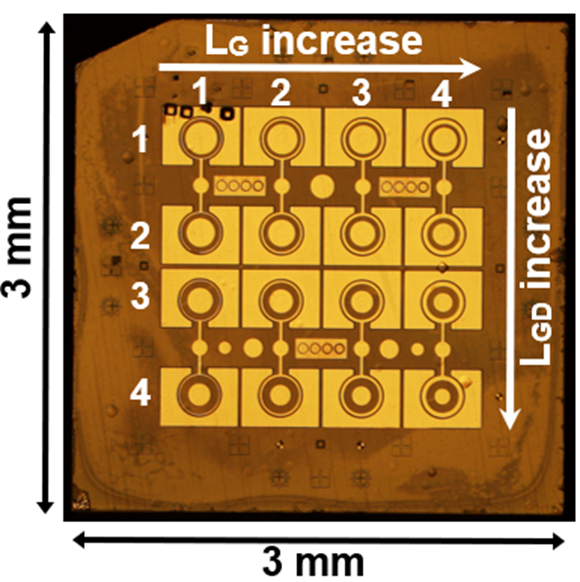 LG increase
1 2 3 4
1
2
3
4
LGD increase
3 mm
3 mm